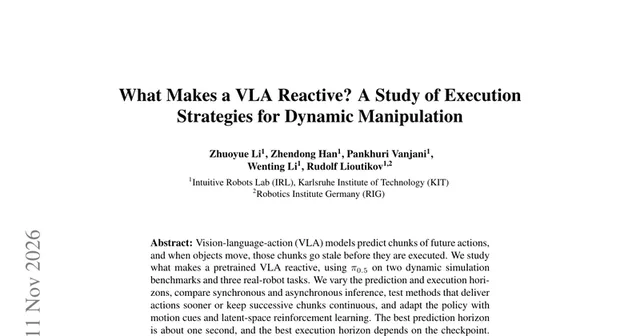 What Makes a VLA Reactive? A Study of Execution
Strategies for Dynamic Manipulation
Zhuoyue Li¹, Zhendong Han¹, Pankhuri Vanjani¹,
Wenting Li¹, Rudolf Lioutikov¹,²
¹Intuitive Robots Lab (IRL), Karlsruhe Institute of Technology (KIT)
²Robotics Institute Germany (RIG)
Abstract: Vision-language-action (VLA) models predict chunks of future actions,
and when objects move, those chunks go stale before they are executed. We study
what makes a pretrained VLA reactive, using π₀.₅ on two dynamic simulation
benchmarks and three real-robot tasks. We vary the prediction and execution hori-
zons, compare synchronous and asynchronous inference, test methods that deliver
actions sooner or keep successive chunks continuous, and adapt the policy with
motion cues and latent-space reinforcement learning. The best prediction horizon
is about one second, and the best execution horizon depends on the checkpoint.
11 Nov 2026